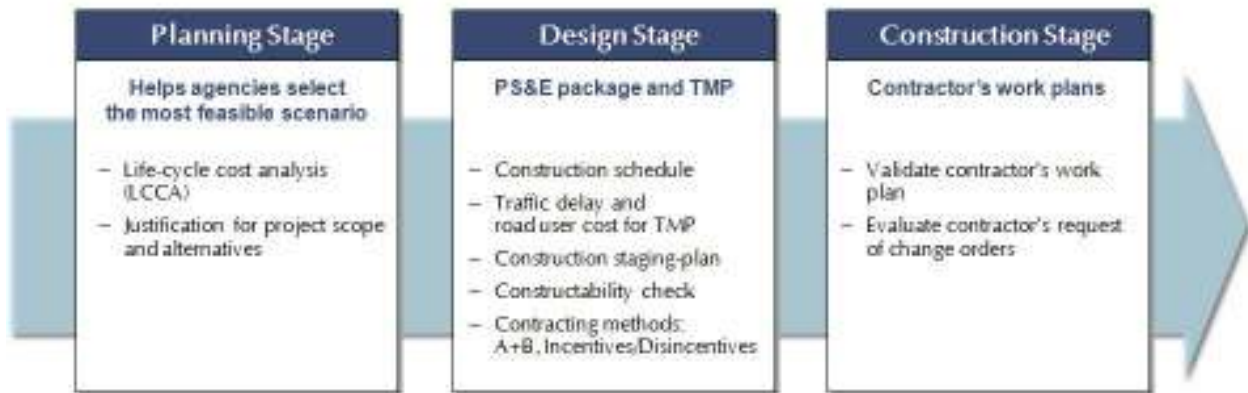 Planning Stage
Helps agencies select
the most feasible scenario
– Life-cycle cost analysis
(LCCA)
– Justification for project scope
and alternatives
Design Stage
PS&E package and TMP
– Construction schedule
– Traffic delay and
road user cost for TMP
– Construction staging-plan
– Constructability check
– Contracting methods:
A+B, Incentives/Disincentives
Construction Stage
Contractor's work plans
– Validate contractor's work
plan
– Evaluate contractor's request
of change orders